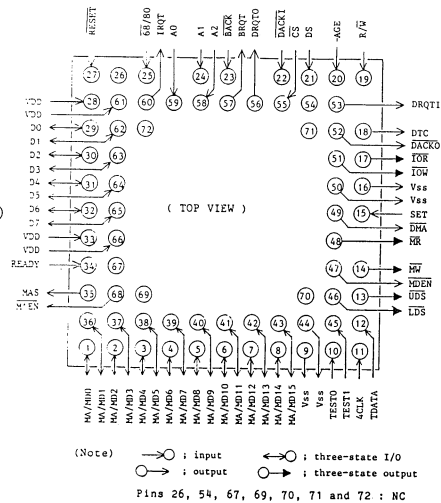 RESET 68/80 IRQT A0 A1 A2 BACK BRQT DRQT0 DACKI CS DS -AGE R/W
27 26 25 24 23 22 21 20 19
VDD 28 61 60 59 58 57 56 55 54 53 DRQTI
VDD
D0 29 62 72 71 52 18 DTC
D1 DACKO
D2 30 63 51 17 IOR
D3 IOW
D4 31 64 50 16 Vss
D5 Vss
D6 32 65 49 15 SET
D7 DMA
VDD 33 66 48 MR
VDD
READY 34 67 47 14 MW
MDEN
MAS 35 68 69 70 46 13 UDS
M'EN LDS
36 37 38 39 40 41 42 43 44 45 12
1 2 3 4 5 6 7 8 9 10 11
MA/MD0 MA/MD1 MA/MD2 MA/MD3 MA/MD4 MA/MD5 MA/MD6 MA/MD7 MA/MD8 MA/MD9 MA/MD10 MA/MD11 MA/MD12 MA/MD13 MA/MD14 MA/MD15 Vss Vss TEST0 TEST1 4CLK TDATA
( TOP VIEW )
(Note) ; input ; three-state I/O
; output ; three-state output
Pins 26, 54, 67, 69, 70, 71 and 72 : NC